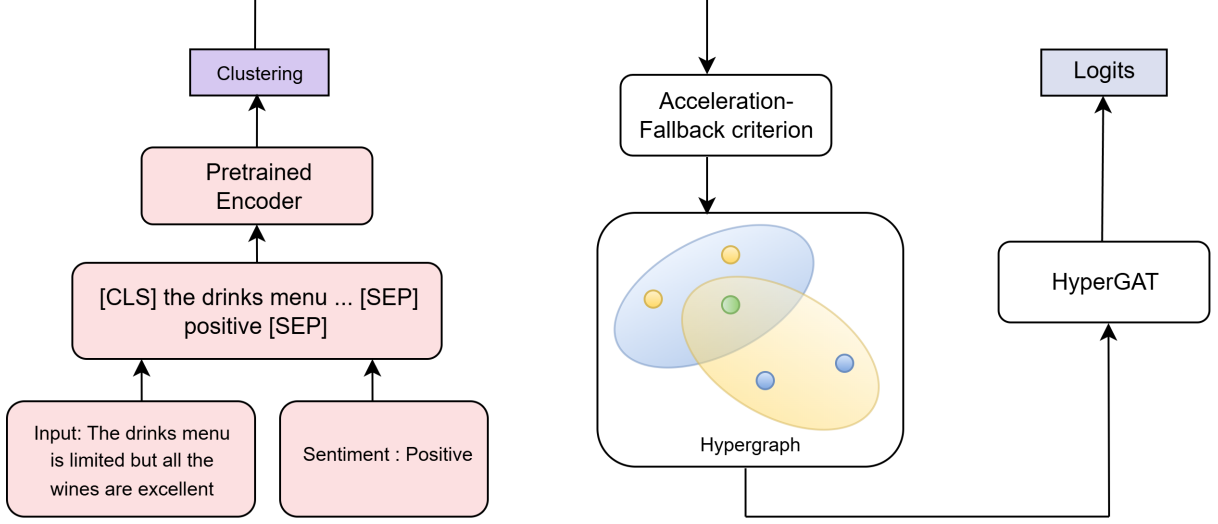 Clustering
Pretrained
Encoder
[CLS] the drinks menu ... [SEP]
positive [SEP]
Input: The drinks menu
is limited but all the
wines are excellent
Sentiment : Positive
Acceleration-
Fallback criterion
Hypergraph
Logits
HyperGAT